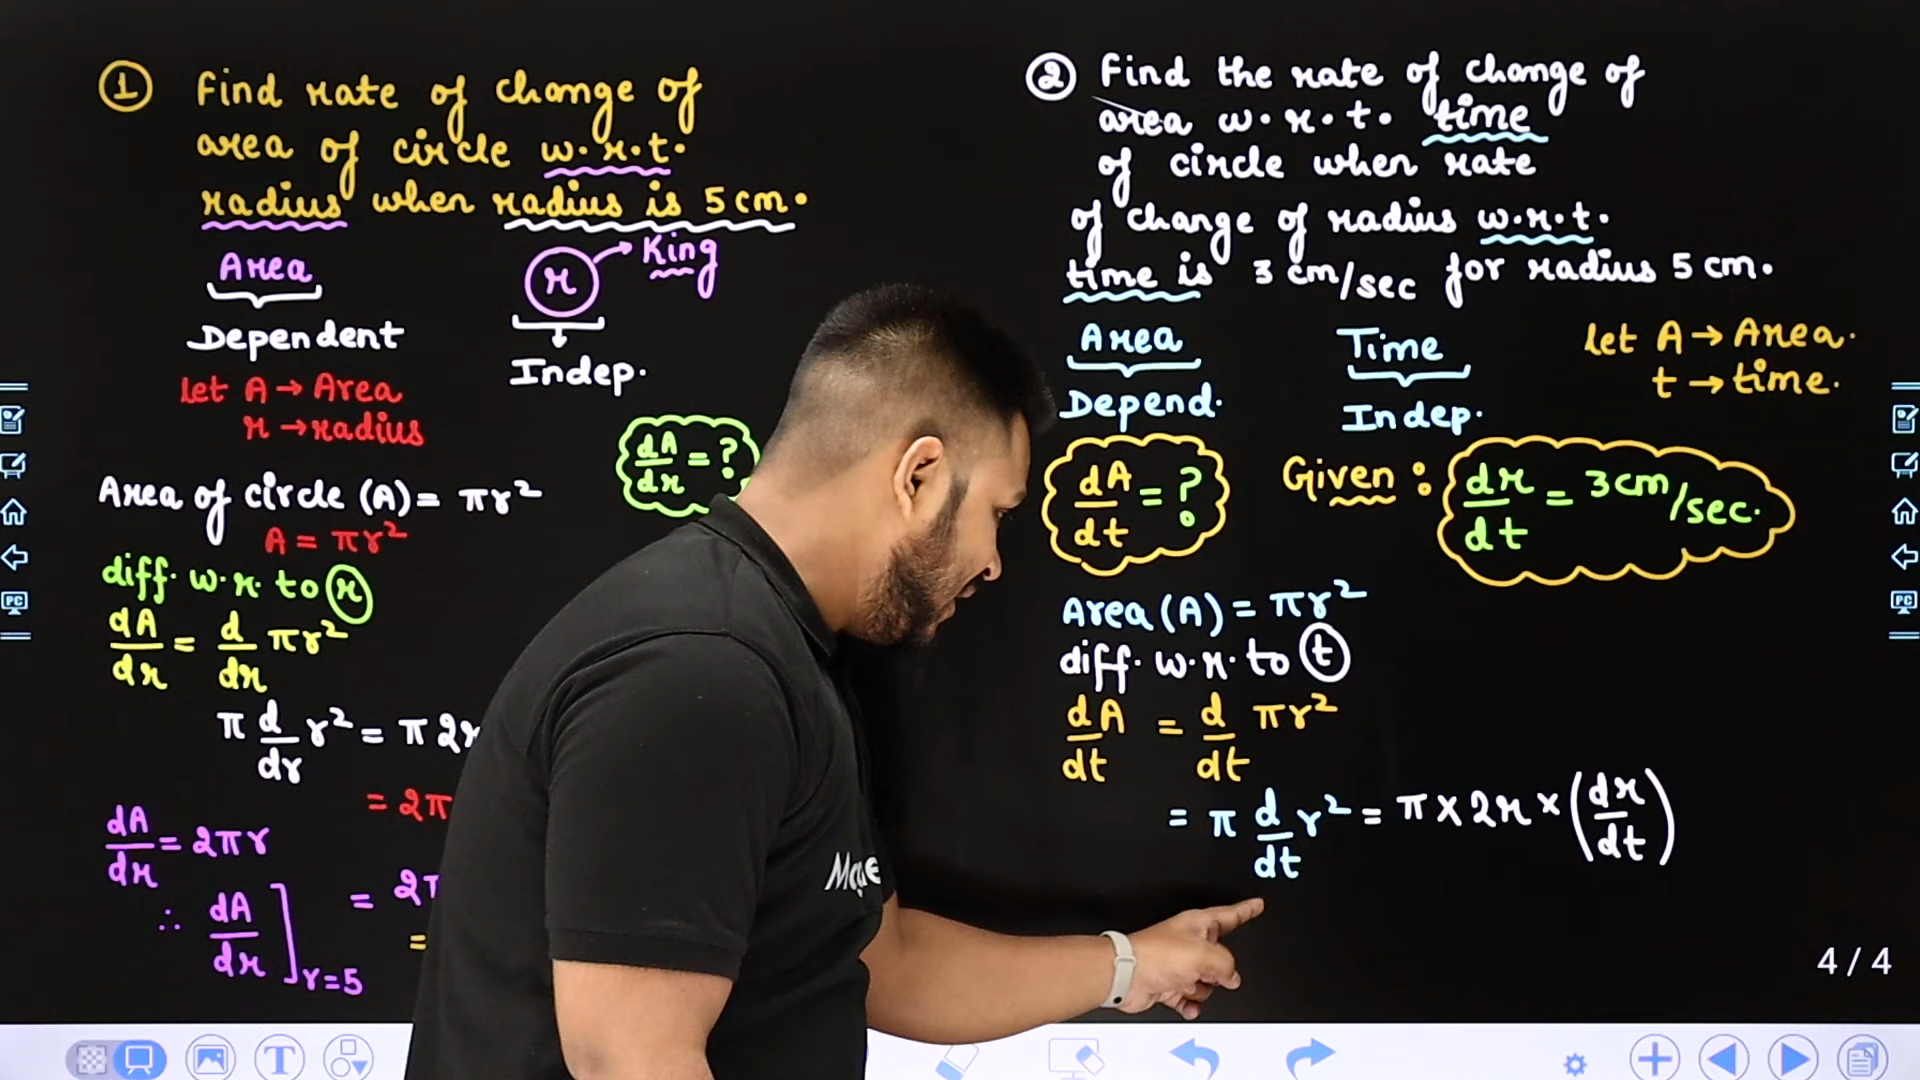 ① Find rate of change of
area of circle w.r.t.
radius when radius is 5 cm.
Area
r → King
Dependent
Indep.
let A → Area
r → radius
dA/dr = ?
Area of circle (A) = πr²
A = πr²
diff. w.r. to r
dA/dr = d/dr πr²
π d/dr r² = π 2r
= 2π
dA/dr = 2πr
∴ dA/dr ]r=5
= 2π
=
② Find the rate of change of
area w.r.t. time
of circle when rate
of change of radius w.r.t.
time is 3 cm/sec for radius 5 cm.
Area
Time
let A → Area.
t → time.
Depend.
Indep.
dA/dt = ?
Given : dr/dt = 3cm/sec.
Area (A) = πr²
diff. w.r. to t
dA/dt = d/dt πr²
= π d/dt r² = π × 2r × (dr/dt)
4 / 4
PC
PC
T